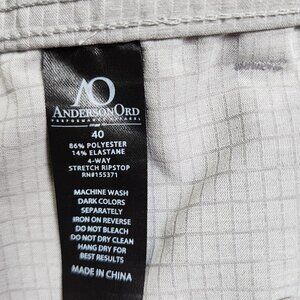 AO
ANDERSONORD
PERFORMANCE APPAREL
40
86% POLYESTER
14% ELASTANE
4-WAY
STRETCH RIPSTOP
RN#155371
MACHINE WASH
DARK COLORS
SEPARATELY
IRON ON REVERSE
DO NOT BLEACH
DO NOT DRY CLEAN
HANG DRY FOR
BEST RESULTS
MADE IN CHINA